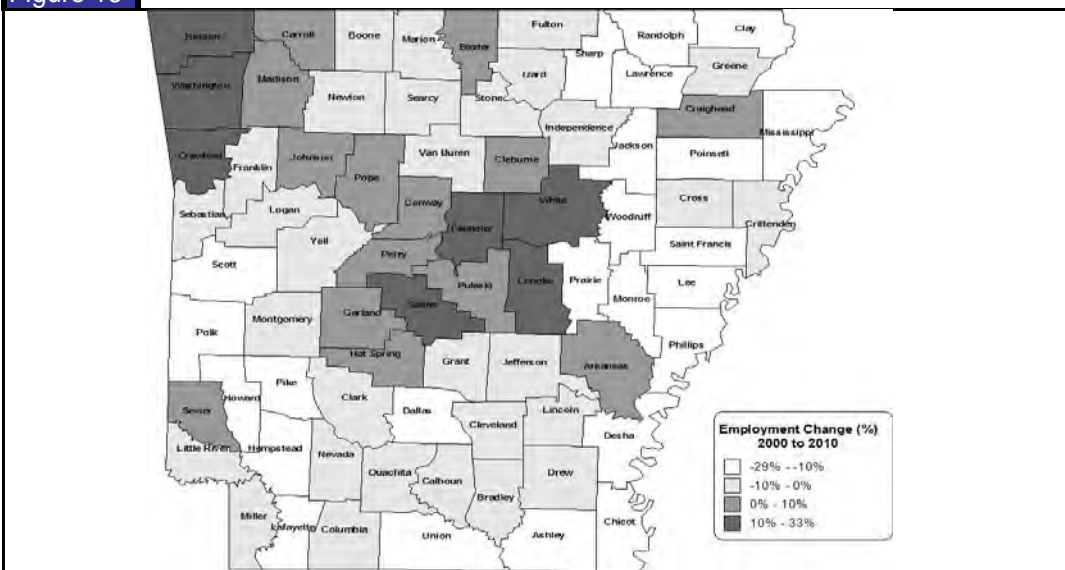 Fulton
Clay
Benton
Carroll
Boone
Marion
Baxter
Randolph
Sharp
Izard
Lawrence
Greene
Washington
Madison
Newton
Searcy
Stone
Craighead
Independence
Mississippi
Jackson
Crawford
Franklin
Johnson
Van Buren
Cleburne
Poinsett
Pope
Conway
White
Cross
Sebastian
Logan
Faulkner
Woodruff
Crittenden
Yell
Saint Francis
Scott
Perry
Pulaski
Lonoke
Prairie
Lee
Saline
Monroe
Montgomery
Garland
Polk
Phillips
Hot Spring
Grant
Jefferson
Arkansas
Pike
Clark
Sevier
Howard
Dallas
Lincoln
Cleveland
Desha
Little River
Hempstead
Nevada
Ouachita
Calhoun
Drew
Bradley
Miller
Lafayette
Columbia
Union
Ashley
Chicot
Employment Change (%)
2000 to 2010
-29% --10%
-10% - 0%
0% - 10%
10% - 33%